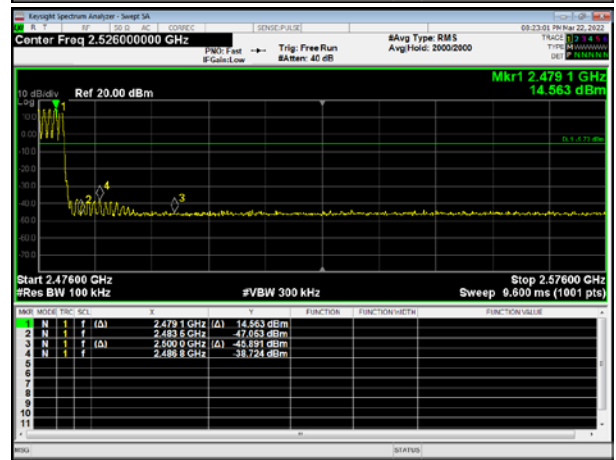 Keysight Spectrum Analyzer - Swept SA
R T RF 50 Ω AC CORREC SENSE:PULSE 03:23:01 PM Mar 22, 2022
Center Freq 2.526000000 GHz #Avg Type: RMS TRACE 1 2 3 4 5 6
PNO: Fast Trig: Free Run Avg|Hold: 2000/2000 TYPE M WWWWW
IFGain:Low #Atten: 40 dB DET P N N N N N
Mkr1 2.479 1 GHz
10 dB/div Ref 20.00 dBm 14.563 dBm
Log
1
10.0
0.00
-10.0
-20.0
-30.0
4
2 3
-40.0
-60.0
-70.0
Start 2.47600 GHz Stop 2.57600 GHz
#Res BW 100 kHz #VBW 300 kHz Sweep 9.600 ms (1001 pts)
MKR MODE TRC SCL X Y FUNCTION FUNCTION WIDTH FUNCTION VALUE
1 N 1 f (Δ) 2.479 1 GHz (Δ) 14.563 dBm
2 N 1 f 2.483 5 GHz -47.063 dBm
3 N 1 f (Δ) 2.500 0 GHz (Δ) -45.891 dBm
4 N 1 f 2.486 8 GHz -38.724 dBm
5
6
7
8
9
10
11
MSG STATUS